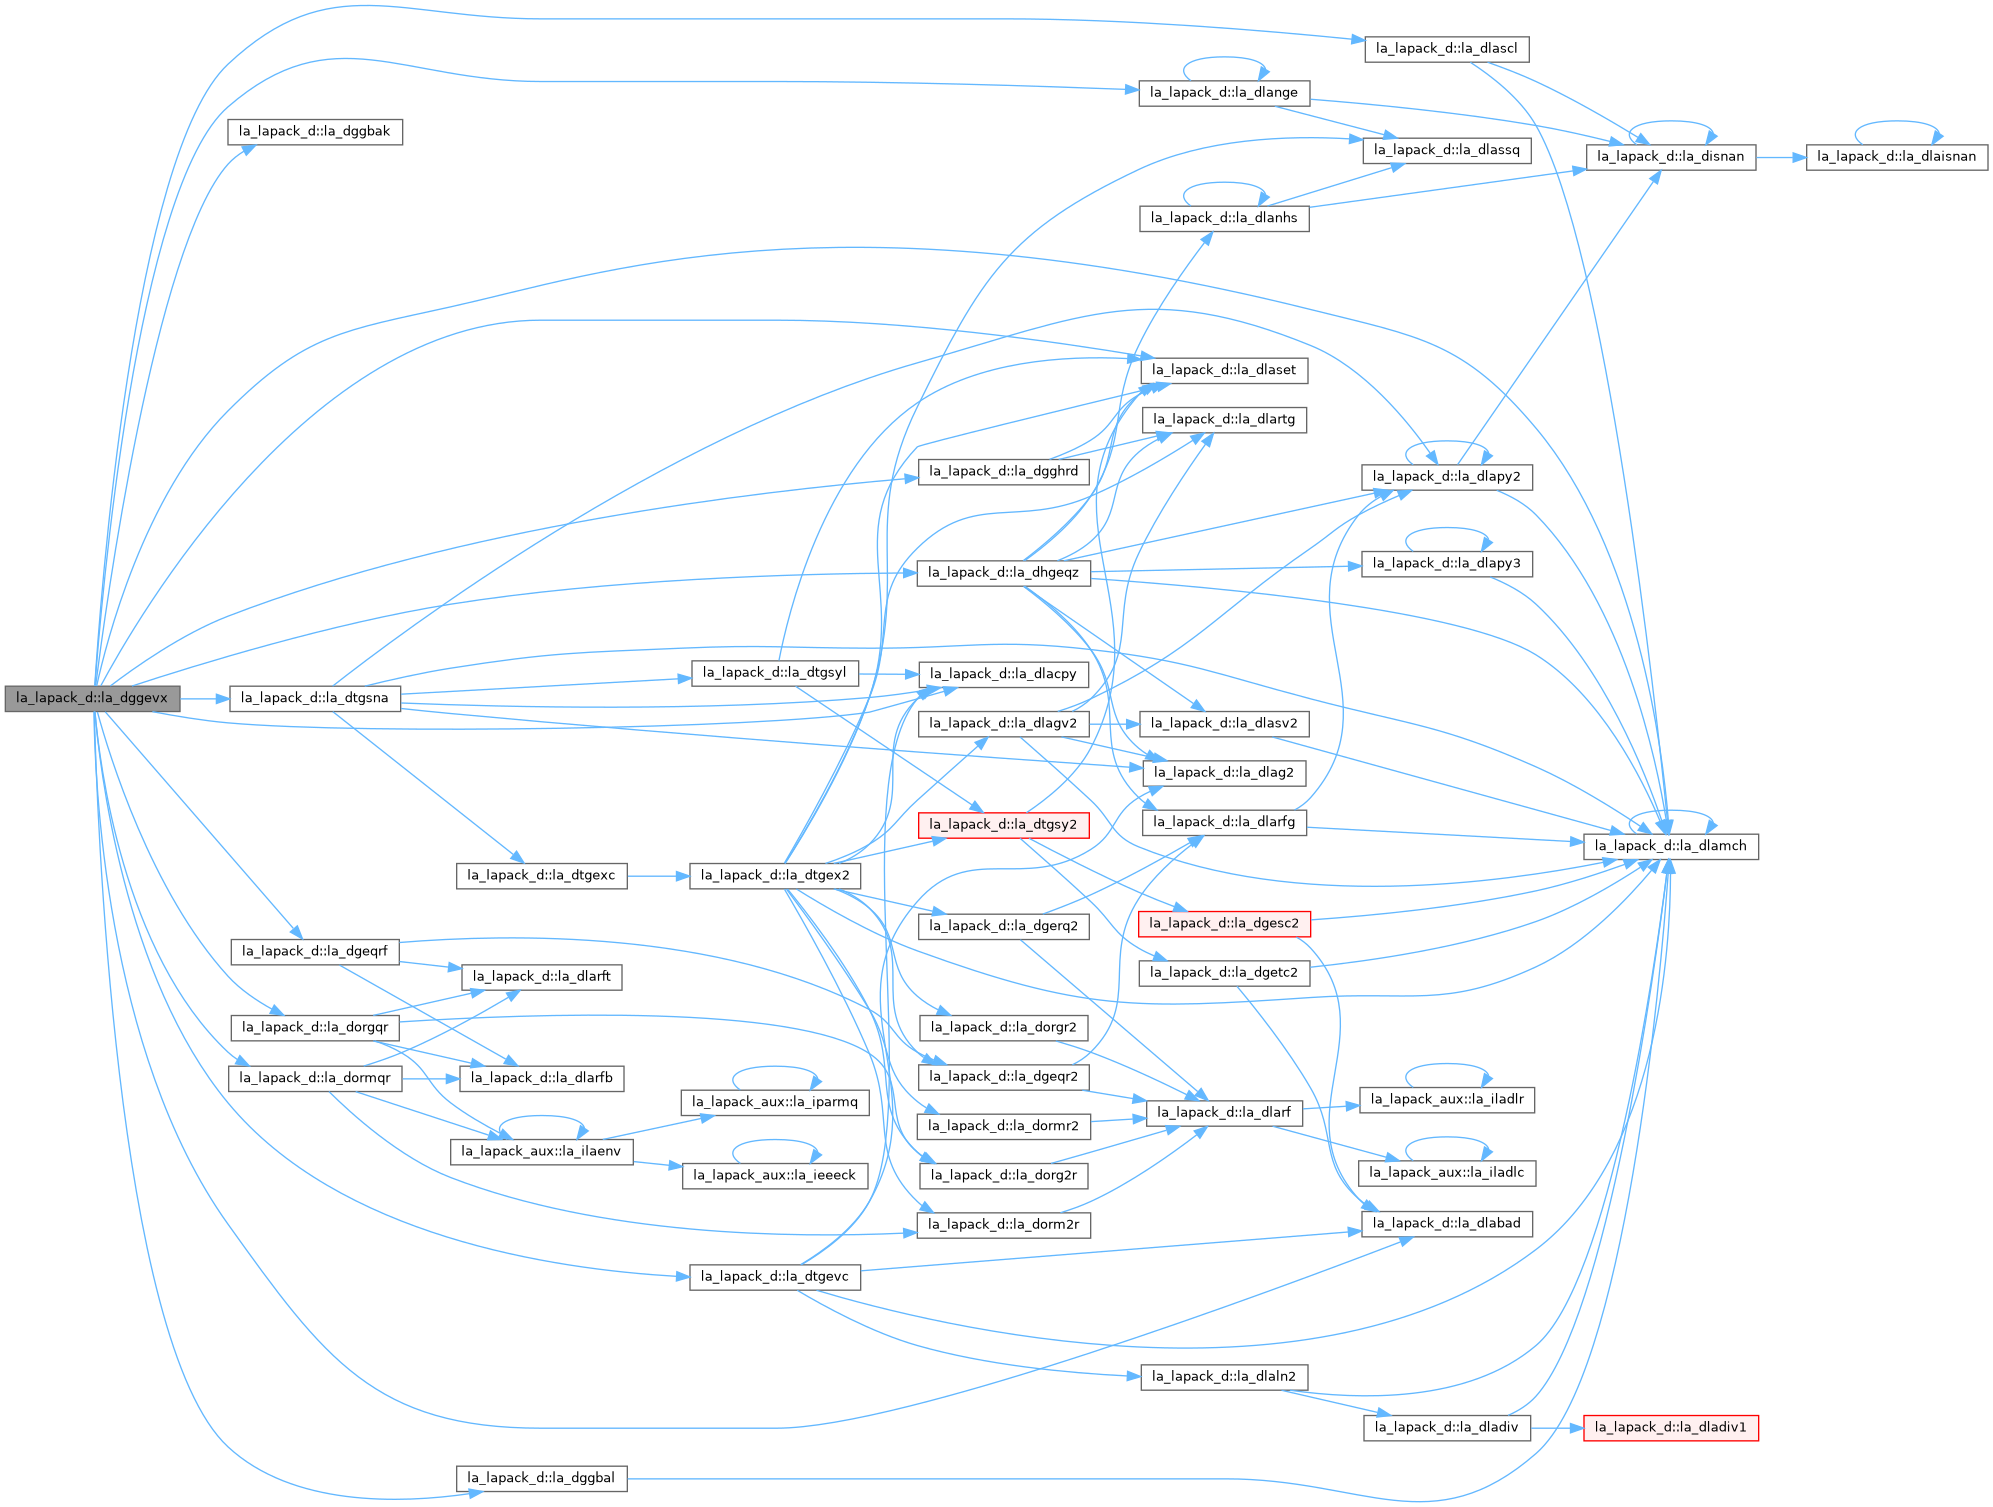 la_lapack_d::la_dlascl
la_lapack_d::la_dlange
la_lapack_d::la_dggbak
la_lapack_d::la_dlassq
la_lapack_d::la_disnan
la_lapack_d::la_dlaisnan
la_lapack_d::la_dlanhs
la_lapack_d::la_dlaset
la_lapack_d::la_dlartg
la_lapack_d::la_dgghrd
la_lapack_d::la_dlapy2
la_lapack_d::la_dhgeqz
la_lapack_d::la_dlapy3
la_lapack_d::la_dtgsyl
la_lapack_d::la_dlacpy
la_lapack_d::la_dggevx
la_lapack_d::la_dtgsna
la_lapack_d::la_dlagv2
la_lapack_d::la_dlasv2
la_lapack_d::la_dlag2
la_lapack_d::la_dtgsy2
la_lapack_d::la_dlarfg
la_lapack_d::la_dlamch
la_lapack_d::la_dtgexc
la_lapack_d::la_dtgex2
la_lapack_d::la_dgerq2
la_lapack_d::la_dgesc2
la_lapack_d::la_dgeqrf
la_lapack_d::la_dlarft
la_lapack_d::la_dgetc2
la_lapack_d::la_dorgqr
la_lapack_d::la_dorgr2
la_lapack_d::la_dormqr
la_lapack_d::la_dlarfb
la_lapack_d::la_dgeqr2
la_lapack_aux::la_iparmq
la_lapack_aux::la_iladlr
la_lapack_d::la_dlarf
la_lapack_d::la_dormr2
la_lapack_aux::la_ilaenv
la_lapack_aux::la_ieeeck
la_lapack_d::la_dorg2r
la_lapack_aux::la_iladlc
la_lapack_d::la_dorm2r
la_lapack_d::la_dlabad
la_lapack_d::la_dtgevc
la_lapack_d::la_dlaln2
la_lapack_d::la_dladiv
la_lapack_d::la_dladiv1
la_lapack_d::la_dggbal